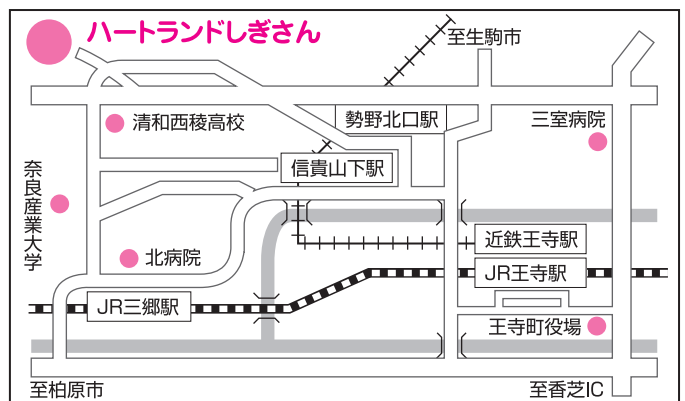 ハートランドしぎさん
至生駒市
清和西稜高校
勢野北口駅
三室病院
信貴山下駅
奈良産業大学
近鉄王寺駅
北病院
JR王寺駅
JR三郷駅
王寺町役場
至柏原市
至香芝IC